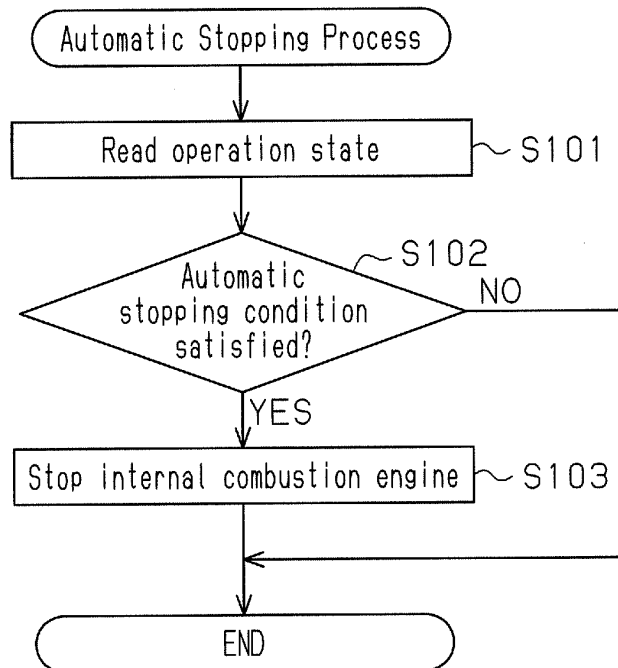 Automatic Stopping Process
Read operation state
S101
S102
Automatic
stopping condition
satisfied?
NO
YES
Stop internal combustion engine
S103
END